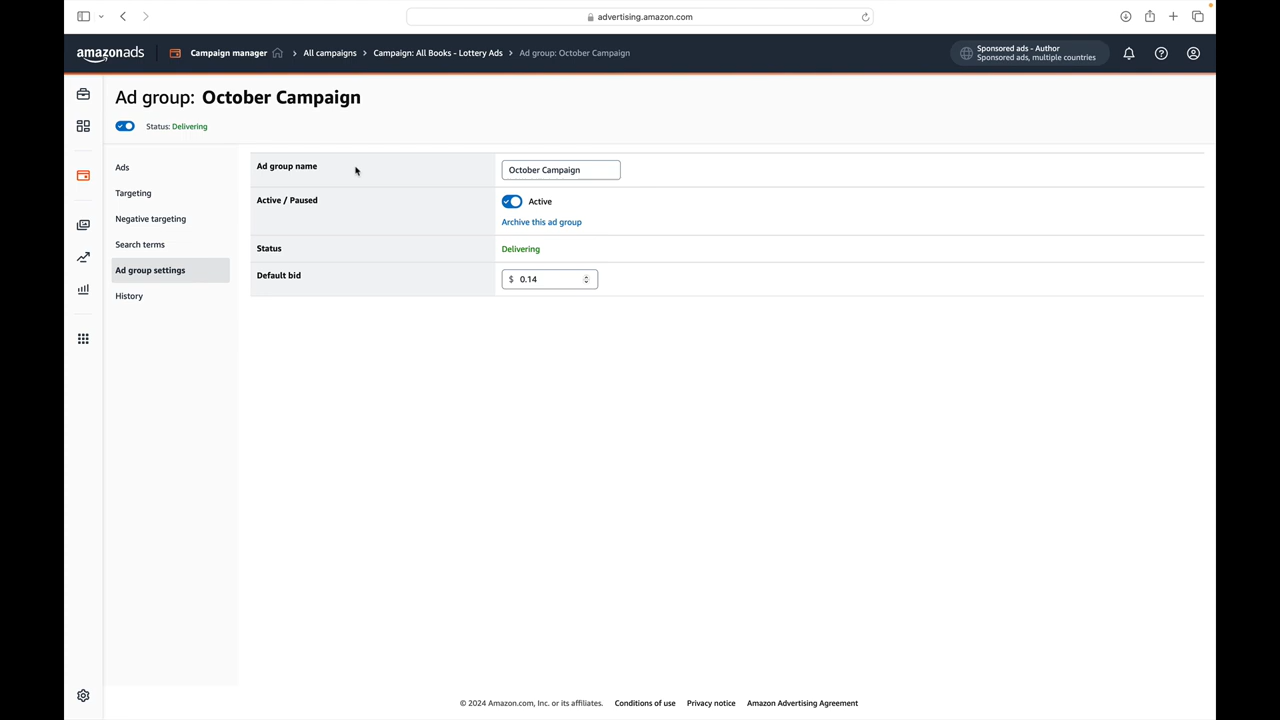 advertising.amazon.com
amazonads
Campaign manager
All campaigns
Campaign: All Books - Lottery Ads
Ad group: October Campaign
Sponsored ads - Author
Sponsored ads, multiple countries
Ad group: October Campaign
Status: Delivering
Ads
Targeting
Negative targeting
Search terms
Ad group settings
History
Ad group name
October Campaign
Active / Paused
Active
Archive this ad group
Status
Delivering
Default bid
$ 0.14
© 2024 Amazon.com, Inc. or its affiliates. Conditions of use Privacy notice Amazon Advertising Agreement